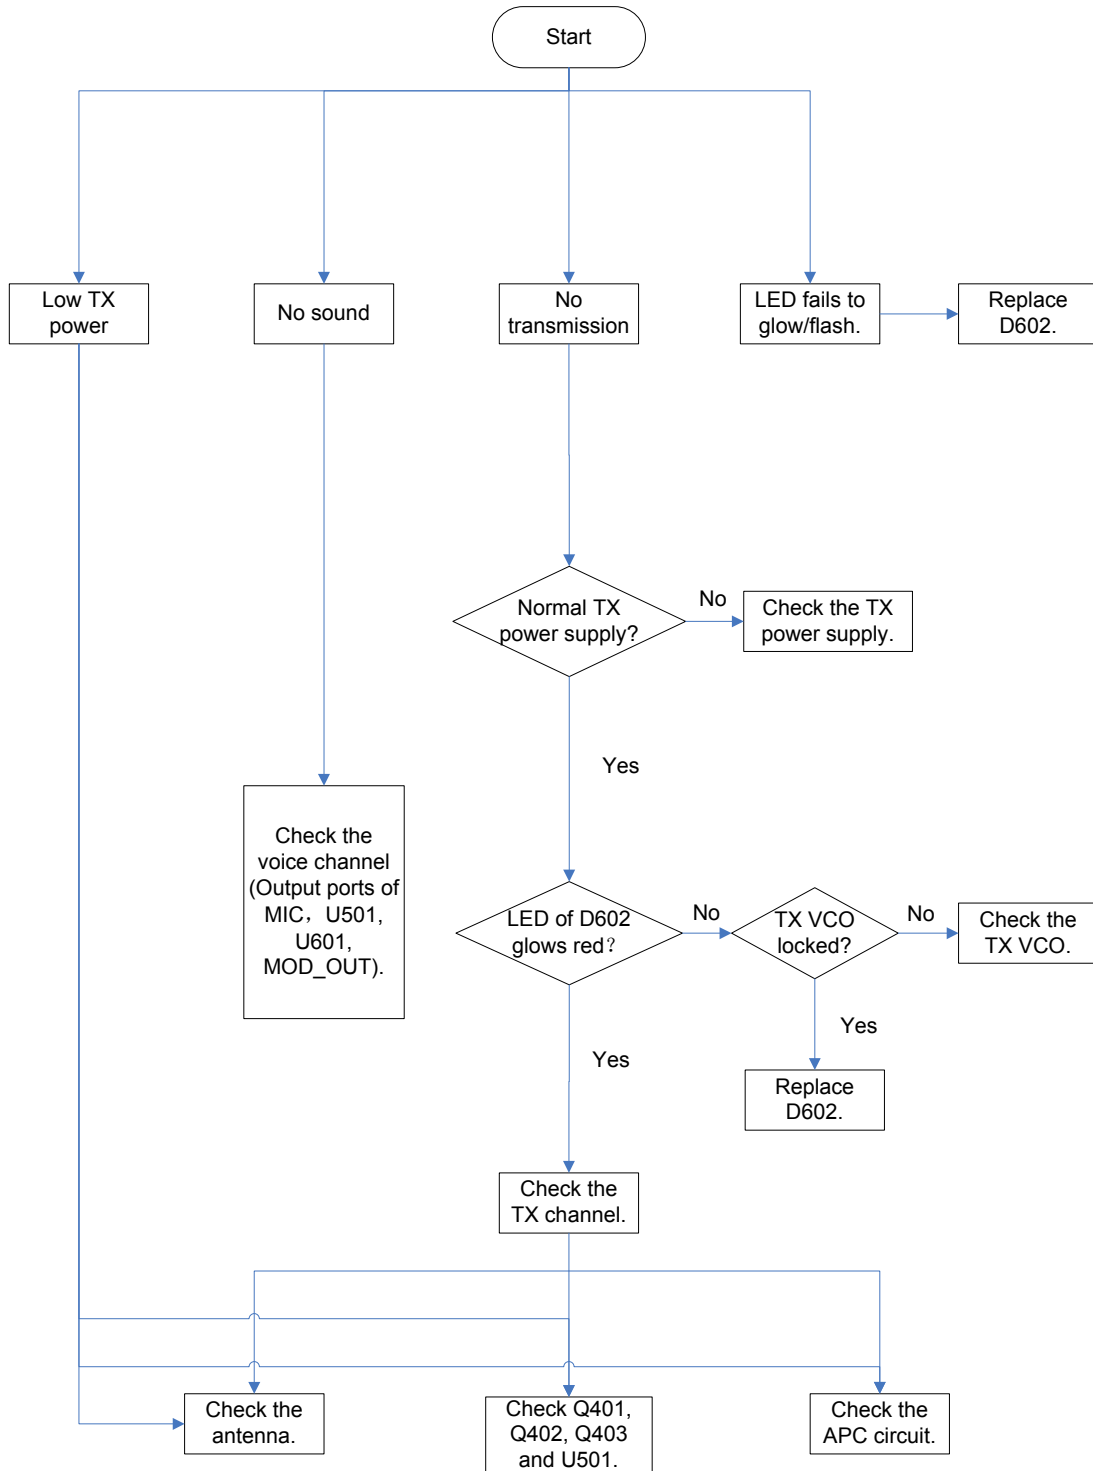 Start
Low TX
power
No sound
No
transmission
LED fails to
glow/flash.
Replace
D602.
Normal TX
power supply?
No
Check the TX
power supply.
Yes
Check the
voice channel
(Output ports of
MIC，U501,
U601,
MOD_OUT).
LED of D602
glows red？
No
TX VCO
locked?
No
Check the
TX VCO.
Yes
Replace
D602.
Yes
Check the
TX channel.
Check the
antenna.
Check Q401,
Q402, Q403
and U501.
Check the
APC circuit.